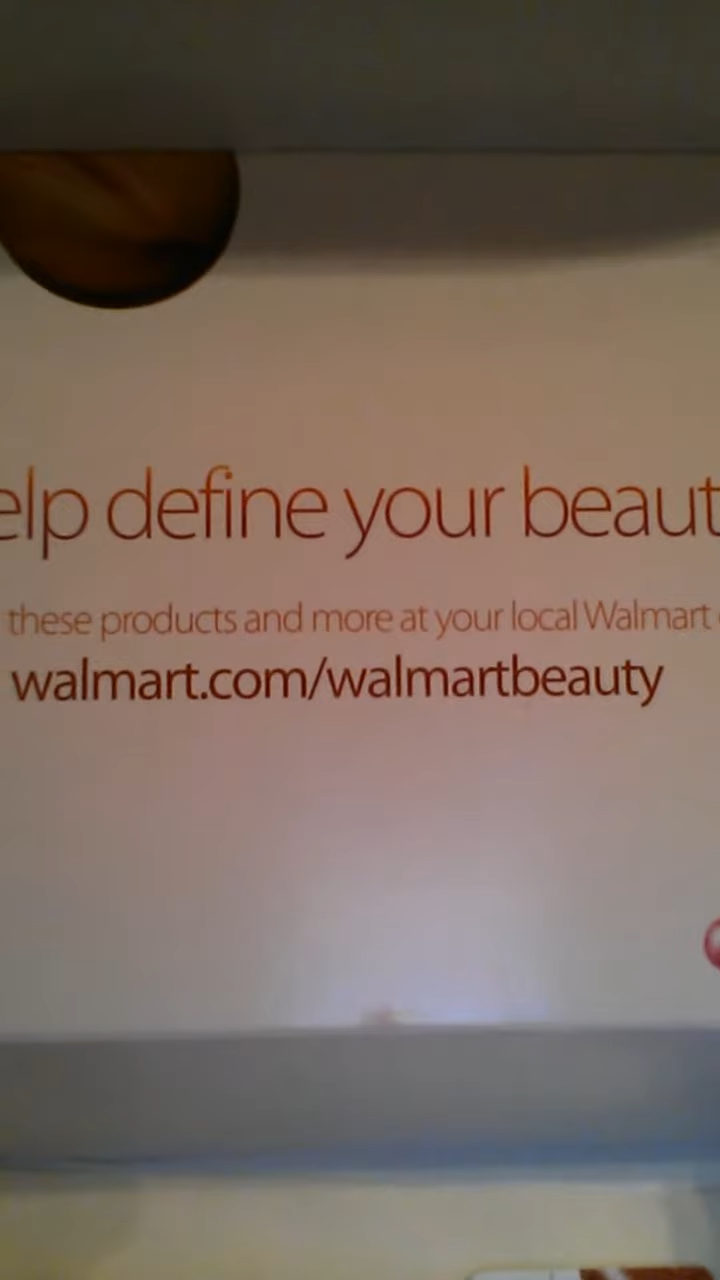 elp define your beaut
these products and more at your local Walmart
walmart.com/walmartbeauty